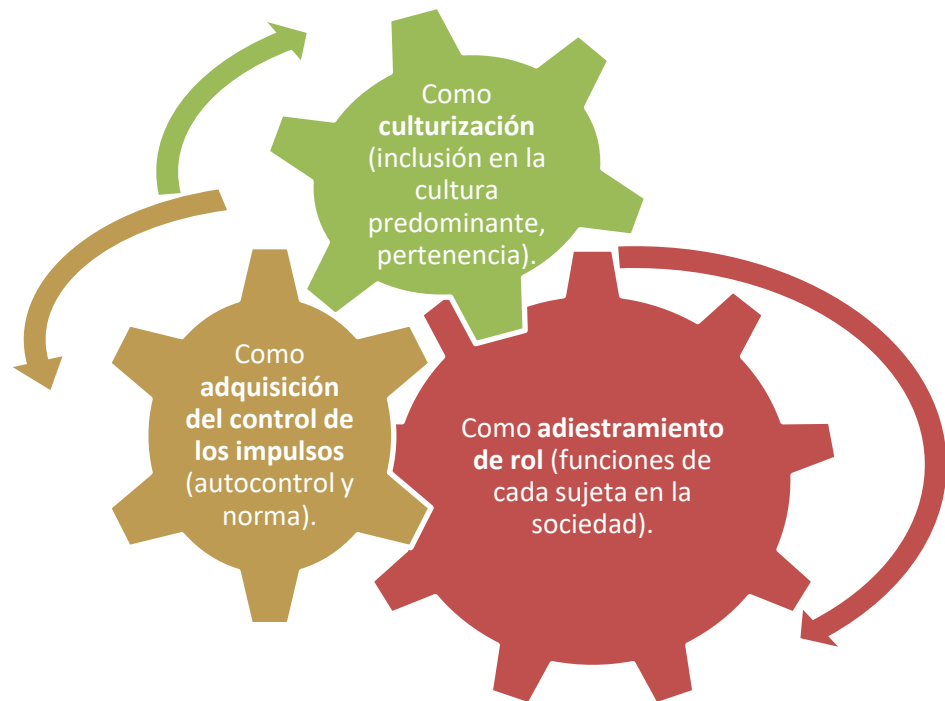 Como
culturización
(inclusión en la
cultura
predominante,
pertenencia).
Como
adquisición
del control de
los impulsos
(autocontrol y
norma).
Como adiestramiento
de rol (funciones de
cada sujeta en la
sociedad).